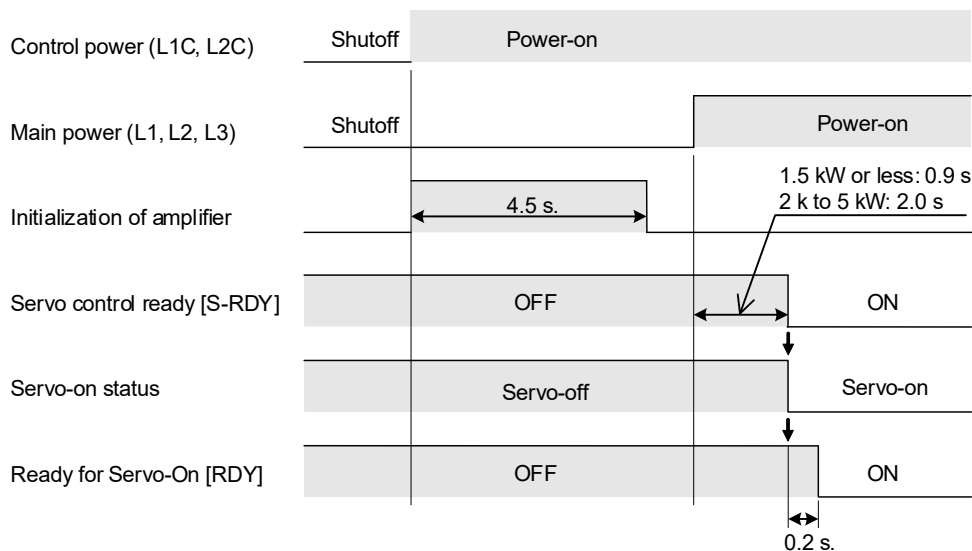 Control power (L1C, L2C) Shutoff Power-on
Main power (L1, L2, L3) Shutoff Power-on
1.5 kW or less: 0.9 s
2 k to 5 kW: 2.0 s
Initialization of amplifier 4.5 s.
Servo control ready [S-RDY] OFF ON
Servo-on status Servo-off Servo-on
Ready for Servo-On [RDY] OFF ON
0.2 s.